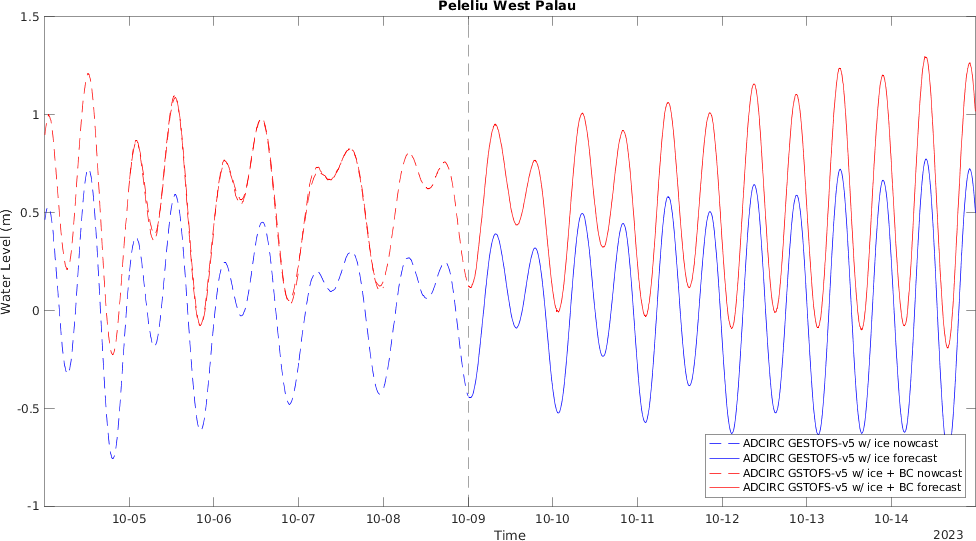 Peleliu West Palau
1.5
1
0.5
0
-0.5
-1
Water Level (m)
ADCIRC GESTOFS-v5 w/ ice nowcast
ADCIRC GESTOFS-v5 w/ ice forecast
ADCIRC GSTOFS-v5 w/ ice + BC nowcast
ADCIRC GSTOFS-v5 w/ ice + BC forecast
10-05 10-06 10-07 10-08 10-09 10-10 10-11 10-12 10-13 10-14
Time
2023